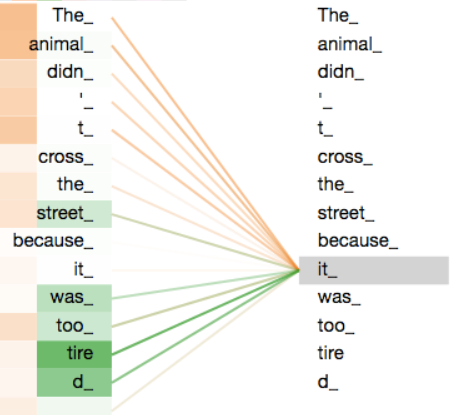 The_ The_
animal_ animal_
didn_ didn_
'_ '_
t_ t_
cross_ cross_
the_ the_
street_ street_
because_ because_
it_ it_
was_ was_
too_ too_
tire tire
d_ d_